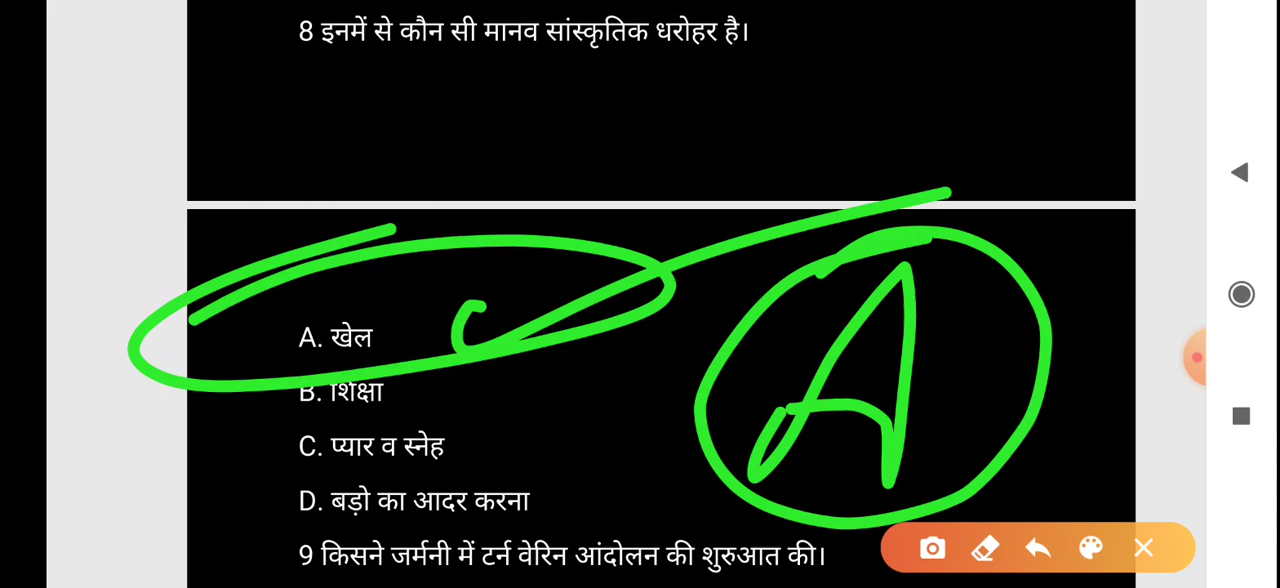 8 इनमें से कौन सी मानव सांस्कृतिक धरोहर है।
A. खेल
A
B. शिक्षा
C. प्यार व स्नेह
D. बड़ो का आदर करना
9 किसने जर्मनी में टर्न वेरिन आंदोलन की शुरुआत की।